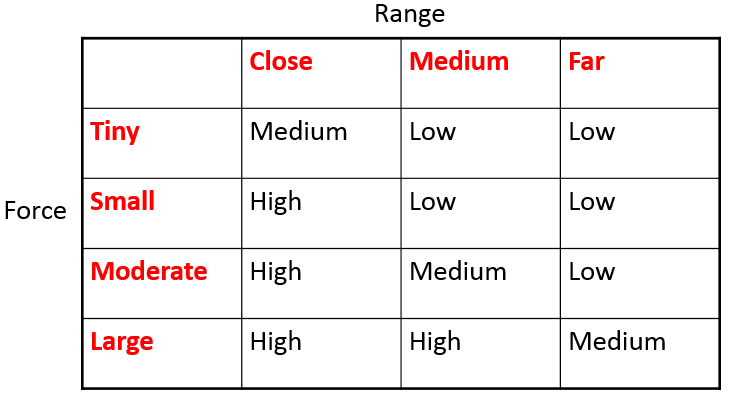 Range
Close Medium Far
Tiny Medium Low Low
Small High Low Low
Force
Moderate High Medium Low
Large High High Medium